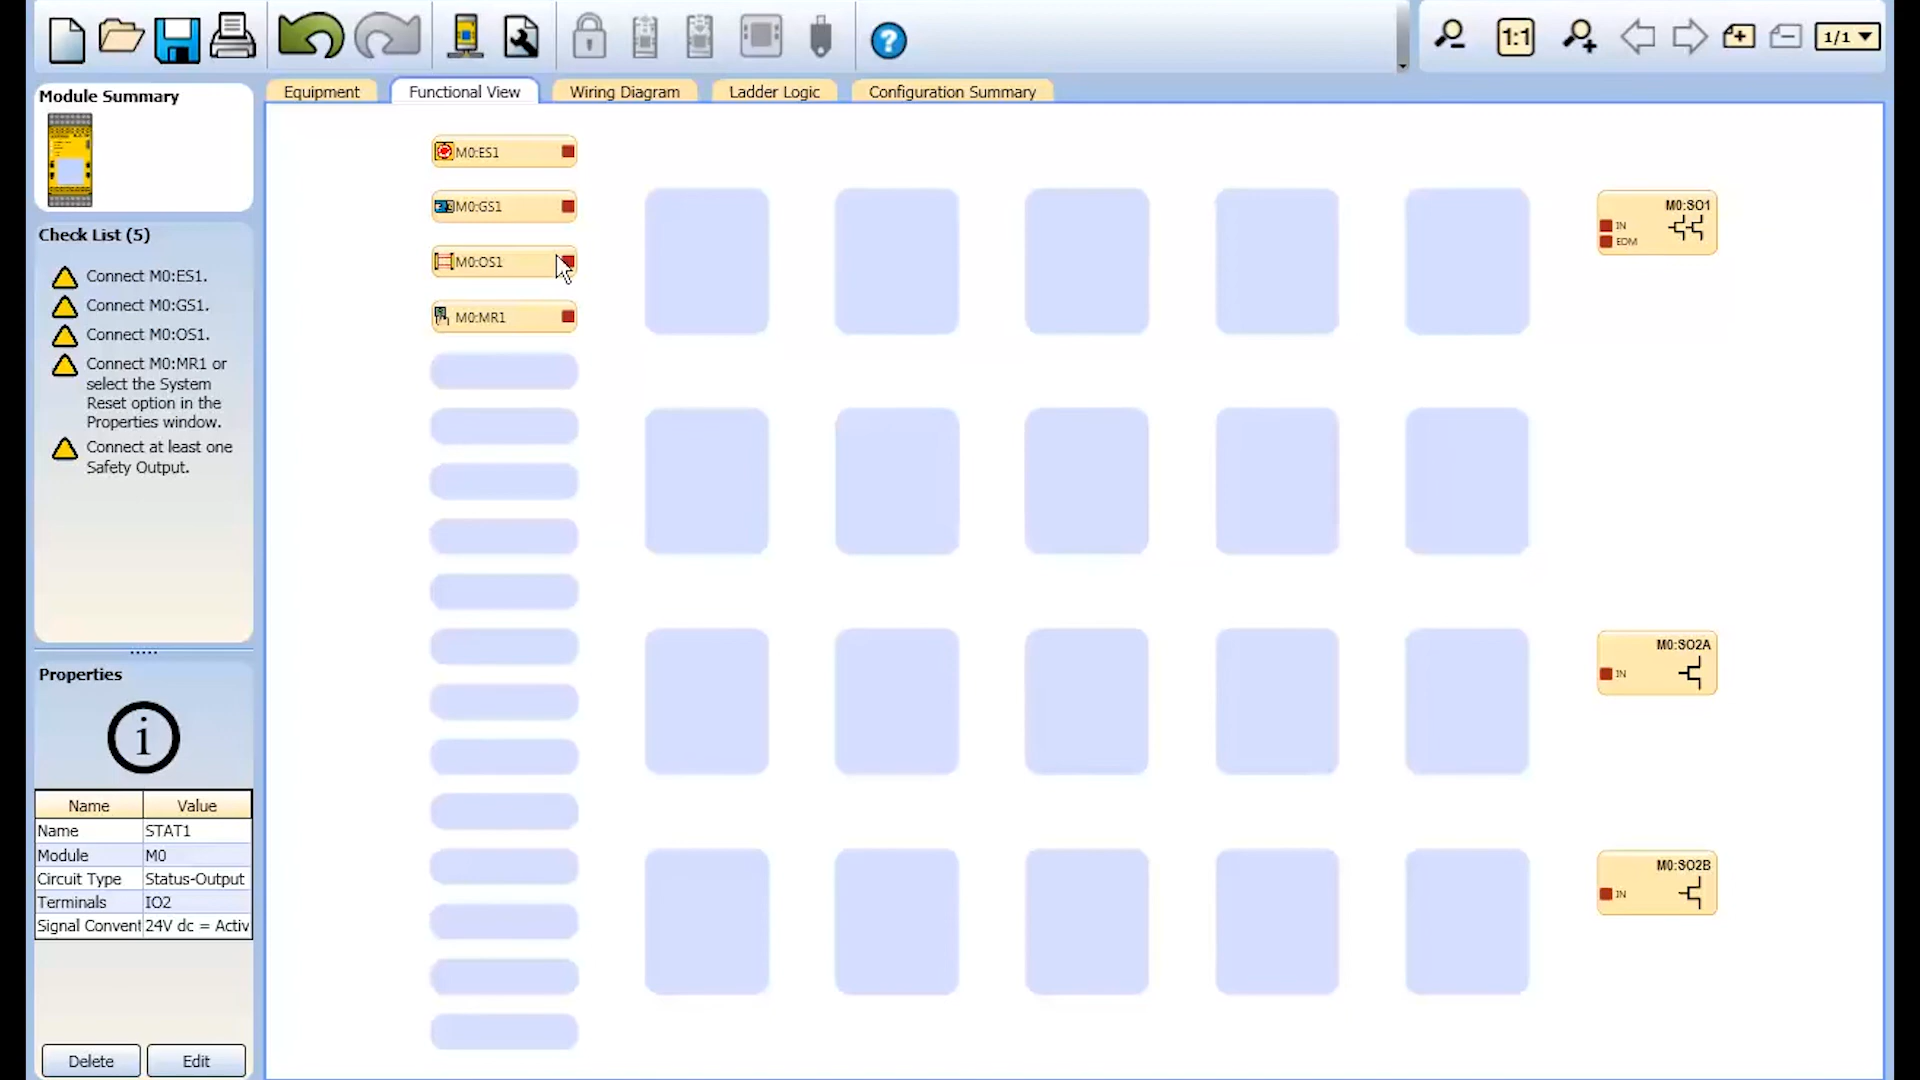 1:1
1/1
Module Summary
Equipment
Functional View
Wiring Diagram
Ladder Logic
Configuration Summary
Check List (5)
Connect M0:ES1.
Connect M0:GS1.
Connect M0:OS1.
Connect M0:MR1 or
select the System
Reset option in the
Properties window.
Connect at least one
Safety Output.
Properties
i
Name Value
Name STAT1
Module M0
Circuit Type Status-Output
Terminals IO2
Signal Convent 24V dc = Activ
Delete
Edit
M0:ES1
M0:GS1
M0:OS1
M0:MR1
M0:SO1
IN
EDM
M0:SO2A
IN
M0:SO2B
IN
?